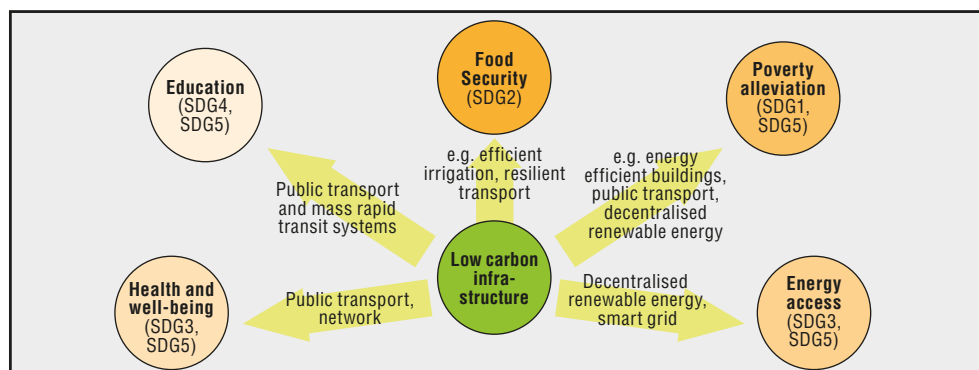 Education
(SDG4,
SDG5)
Food
Security
(SDG2)
Poverty
alleviation
(SDG1,
SDG5)
Public transport
and mass rapid
transit systems
e.g. efficient
irrigation, resilient
transport
e.g. energy
efficient buildings,
public transport,
decentralised
renewable energy
Health and
well-being
(SDG3,
SDG5)
Public transport,
network
Low carbon
infra-
structure
Decentralised
renewable energy,
smart grid
Energy
access
(SDG3,
SDG5)